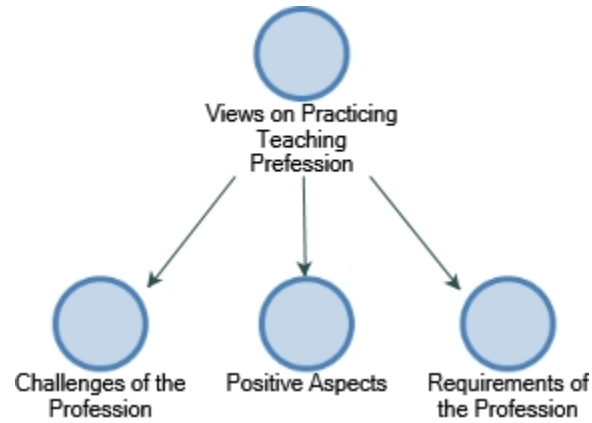 Views on Practicing
Teaching
Prefession
Challenges of the
Profession
Positive Aspects
Requirements of
the Profession